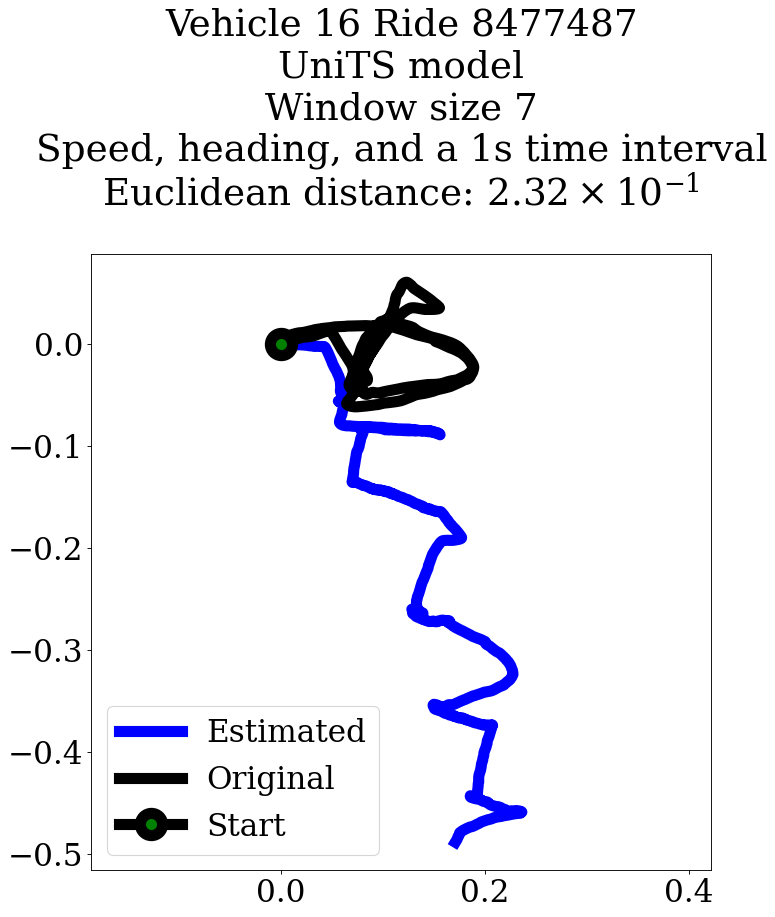 Vehicle 16 Ride 8477487
UniTS model
Window size 7
Speed, heading, and a 1s time interval
Euclidean distance: 2.32 × 10⁻¹
0.0
−0.1
−0.2
−0.3
−0.4
−0.5
Estimated
Original
Start
0.0 0.2 0.4